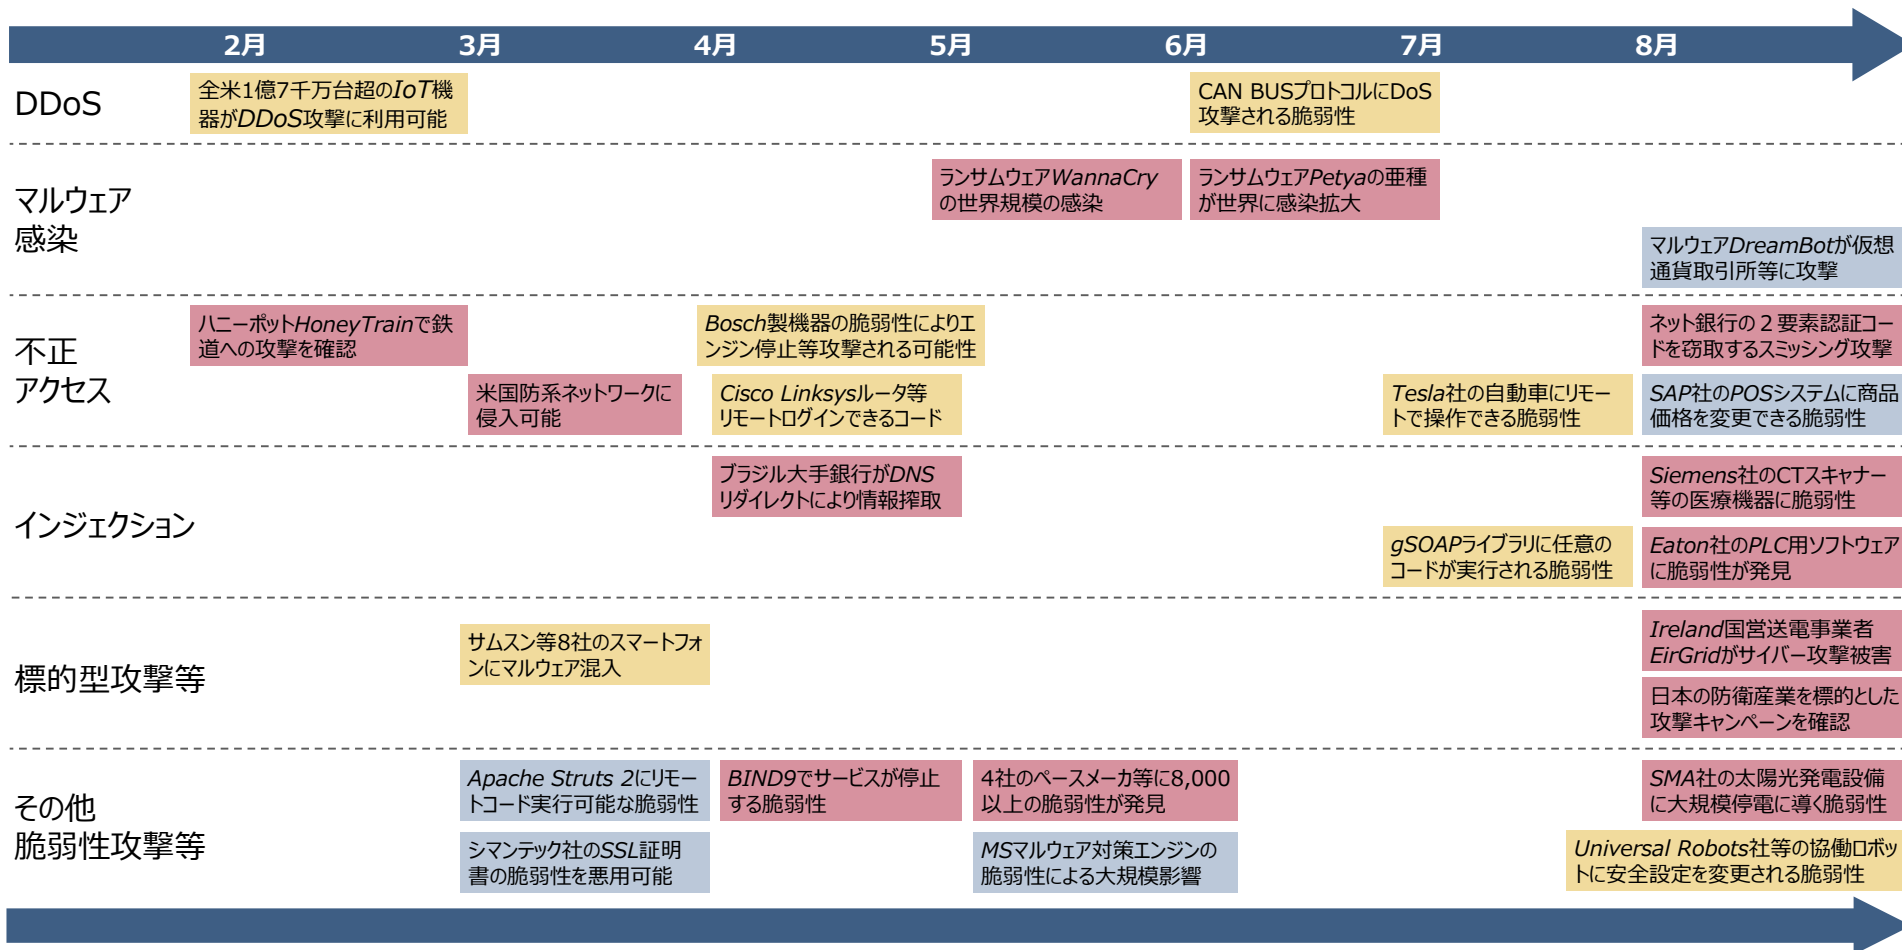 2月 3月 4月 5月 6月 7月 8月
DDoS
全米1億7千万台超のIoT機
器がDDoS攻撃に利用可能
CAN BUSプロトコルにDoS
攻撃される脆弱性
マルウェア
感染
ランサムウェアWannaCry
の世界規模の感染
ランサムウェアPetyaの亜種
が世界に感染拡大
マルウェアDreamBotが仮想
通貨取引所等に攻撃
不正
アクセス
ハニーポットHoneyTrainで鉄
道への攻撃を確認
Bosch製機器の脆弱性によりエ
ンジン停止等攻撃される可能性
ネット銀行の2要素認証コー
ドを窃取するスミッシング攻撃
米国防系ネットワークに
侵入可能
Cisco Linksysルータ等
リモートログインできるコード
Tesla社の自動車にリモー
トで操作できる脆弱性
SAP社のPOSシステムに商品
価格を変更できる脆弱性
インジェクション
ブラジル大手銀行がDNS
リダイレクトにより情報搾取
Siemens社のCTスキャナー
等の医療機器に脆弱性
gSOAPライブラリに任意の
コードが実行される脆弱性
Eaton社のPLC用ソフトウェア
に脆弱性が発見
標的型攻撃等
サムスン等8社のスマートフォ
ンにマルウェア混入
Ireland国営送電事業者
EirGridがサイバー攻撃被害
日本の防衛産業を標的とした
攻撃キャンペーンを確認
その他
脆弱性攻撃等
Apache Struts 2にリモー
トコード実行可能な脆弱性
BIND9でサービスが停止
する脆弱性
4社のペースメーカ等に8,000
以上の脆弱性が発見
SMA社の太陽光発電設備
に大規模停電に導く脆弱性
シマンテック社のSSL証明
書の脆弱性を悪用可能
MSマルウェア対策エンジンの
脆弱性による大規模影響
Universal Robots社等の協働ロボッ
トに安全設定を変更される脆弱性